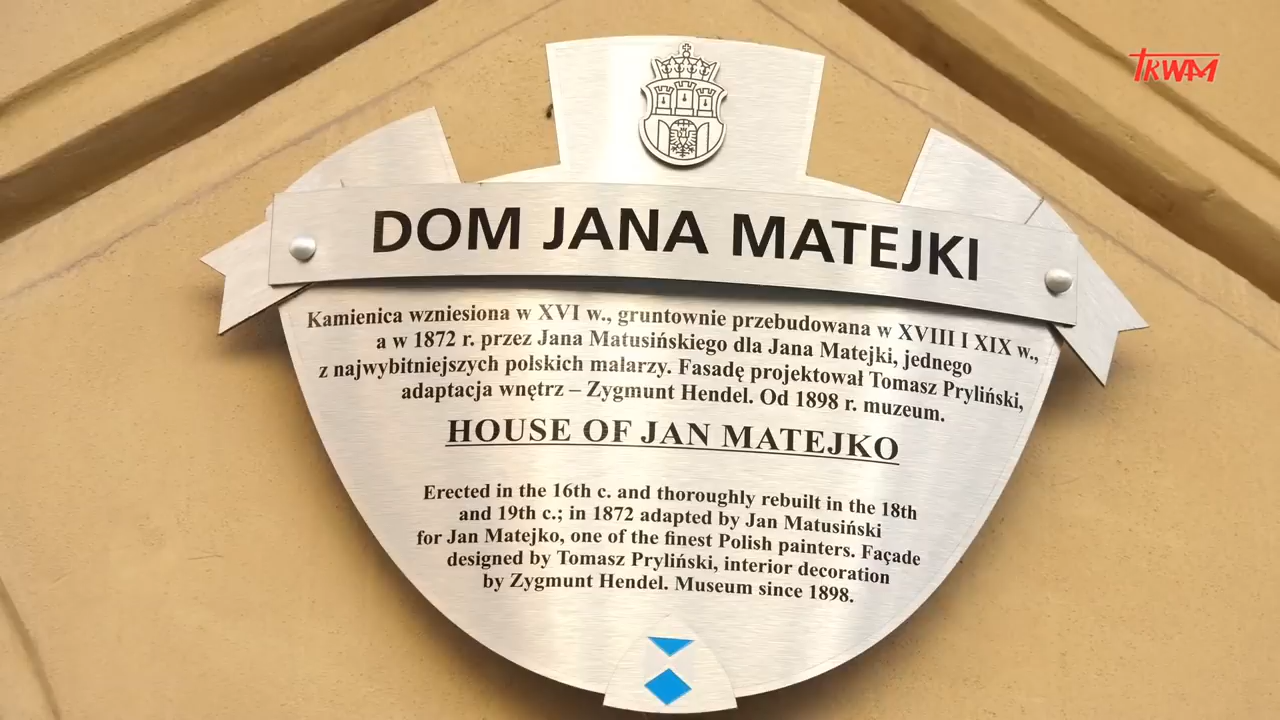 TRWAM
DOM JANA MATEJKI
Kamienica wzniesiona w XVI w., gruntownie przebudowana w XVIII I XIX w.,
a w 1872 r. przez Jana Matusińskiego dla Jana Matejki, jednego
z najwybitniejszych polskich malarzy. Fasadę projektował Tomasz Pryliński,
adaptacja wnętrz – Zygmunt Hendel. Od 1898 r. muzeum.
HOUSE OF JAN MATEJKO
Erected in the 16th c. and thoroughly rebuilt in the 18th
and 19th c.; in 1872 adapted by Jan Matusiński
for Jan Matejko, one of the finest Polish painters. Façade
designed by Tomasz Pryliński, interior decoration
by Zygmunt Hendel. Museum since 1898.